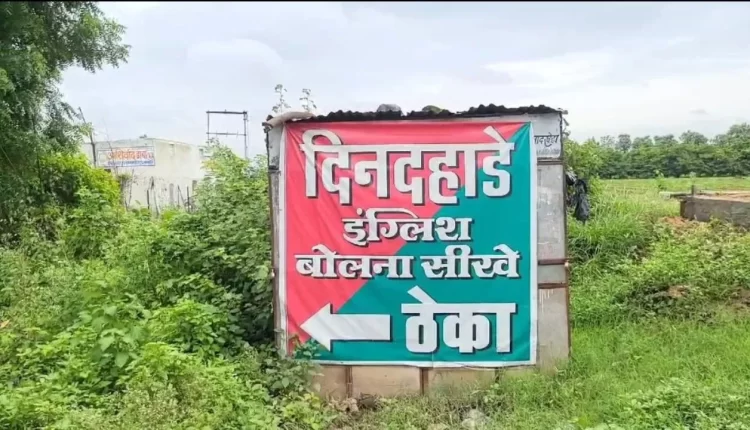 दिनदहाडे
इंग्लिश
बोलना सीखे
ठेका